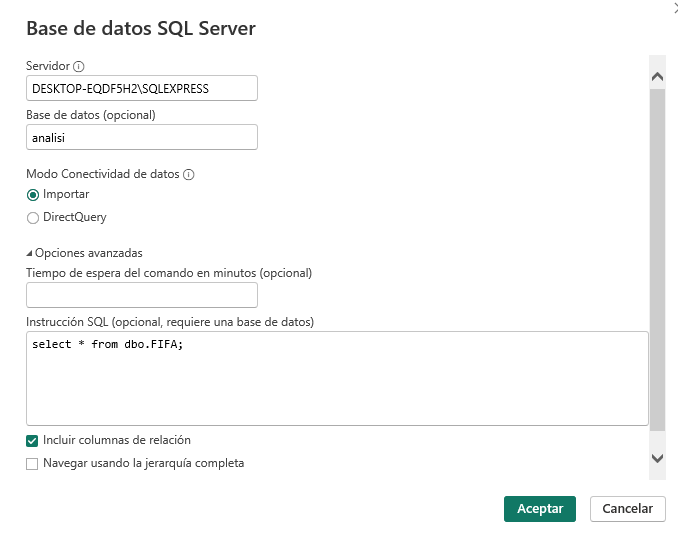 Base de datos SQL Server
Servidor
DESKTOP-EQDF5H2\SQLEXPRESS
Base de datos (opcional)
analisi
Modo Conectividad de datos
Importar
DirectQuery
Opciones avanzadas
Tiempo de espera del comando en minutos (opcional)
Instrucción SQL (opcional, requiere una base de datos)
select * from dbo.FIFA;
Incluir columnas de relación
Navegar usando la jerarquía completa
Aceptar Cancelar